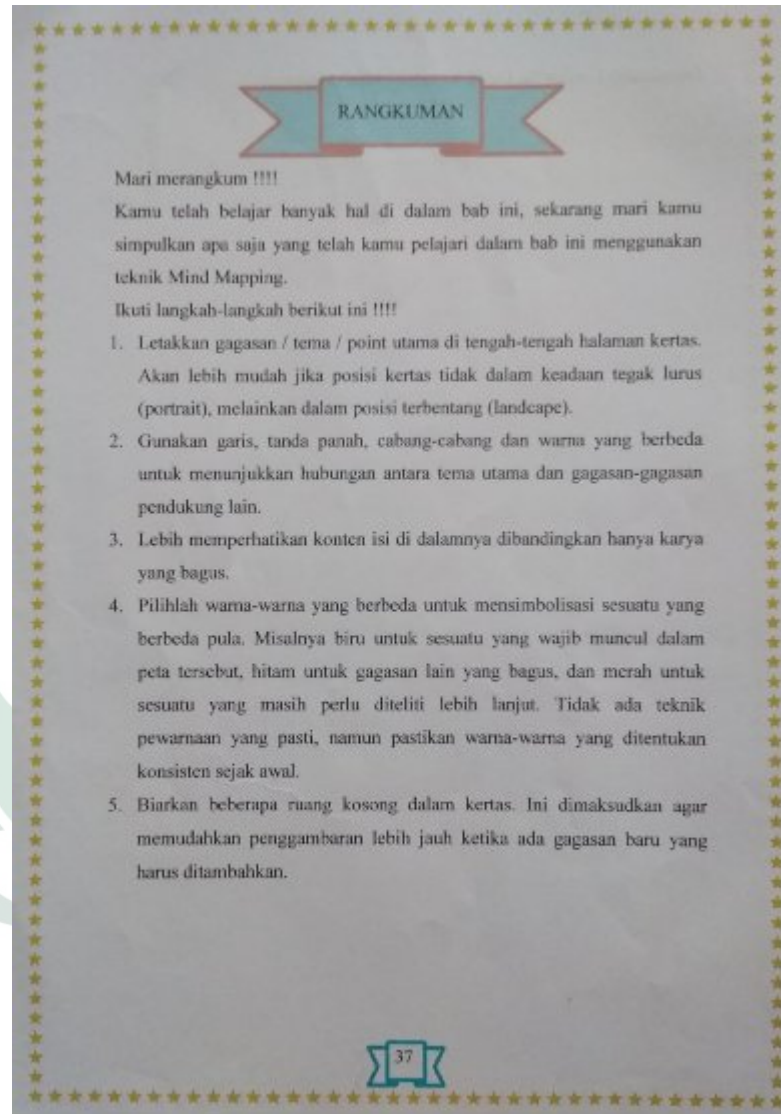 RANGKUMAN
Mari merangkum !!!!
Kamu telah belajar banyak hal di dalam bab ini, sekarang mari kamu
simpulkan apa saja yang telah kamu pelajari dalam bab ini menggunakan
teknik Mind Mapping.
Ikuti langkah-langkah berikut ini !!!!
1. Letakkan gagasan / tema / point utama di tengah-tengah halaman kertas.
Akan lebih mudah jika posisi kertas tidak dalam keadaan tegak lurus
(portrait), melainkan dalam posisi terbentang (landcape).
2. Gunakan garis, tanda panah, cabang-cabang dan warna yang berbeda
untuk menunjukkan hubungan antara tema utama dan gagasan-gagasan
pendukung lain.
3. Lebih memperhatikan konten isi di dalamnya dibandingkan hanya karya
yang bagus.
4. Pilihlah warna-warna yang berbeda untuk mensimbolisasi sesuatu yang
berbeda pula. Misalnya biru untuk sesuatu yang wajib muncul dalam
peta tersebut, hitam untuk gagasan lain yang bagus, dan merah untuk
sesuatu yang masih perlu diteliti lebih lanjut. Tidak ada teknik
pewarnaan yang pasti, namun pastikan warna-warna yang ditentukan
konsisten sejak awal.
5. Biarkan beberapa ruang kosong dalam kertas. Ini dimaksudkan agar
memudahkan penggambaran lebih jauh ketika ada gagasan baru yang
harus ditambahkan.
37